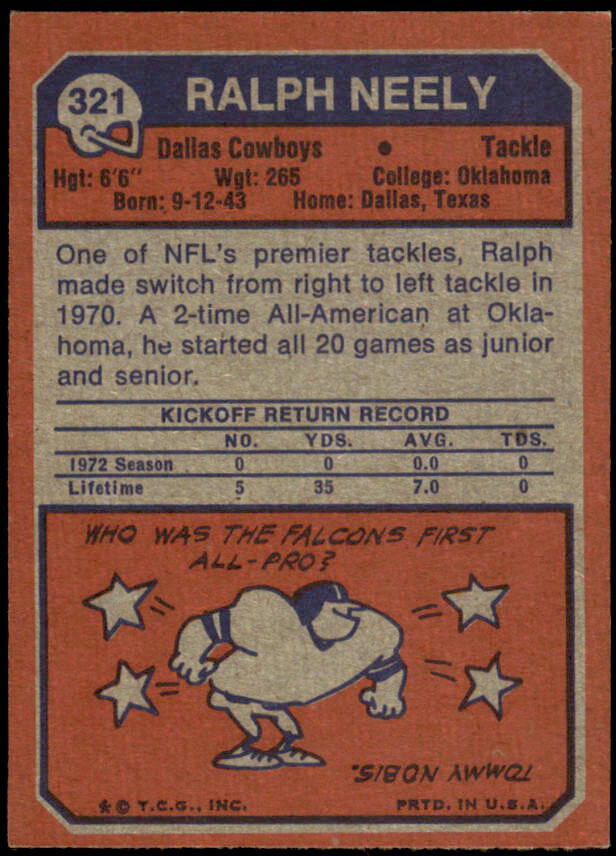 321
RALPH NEELY
Dallas Cowboys • Tackle
Hgt: 6'6" Wgt: 265 College: Oklahoma
Born: 9-12-43 Home: Dallas, Texas
One of NFL's premier tackles, Ralph
made switch from right to left tackle in
1970. A 2-time All-American at Okla-
homa, he started all 20 games as junior
and senior.
KICKOFF RETURN RECORD
NO. YDS. AVG. TDS.
1972 Season 0 0 0.0 0
Lifetime 5 35 7.0 0
WHO WAS THE FALCONS FIRST
ALL-PRO?
TOMMY NOBIS.
* © T.C.G., INC. PRTD. IN U.S.A.